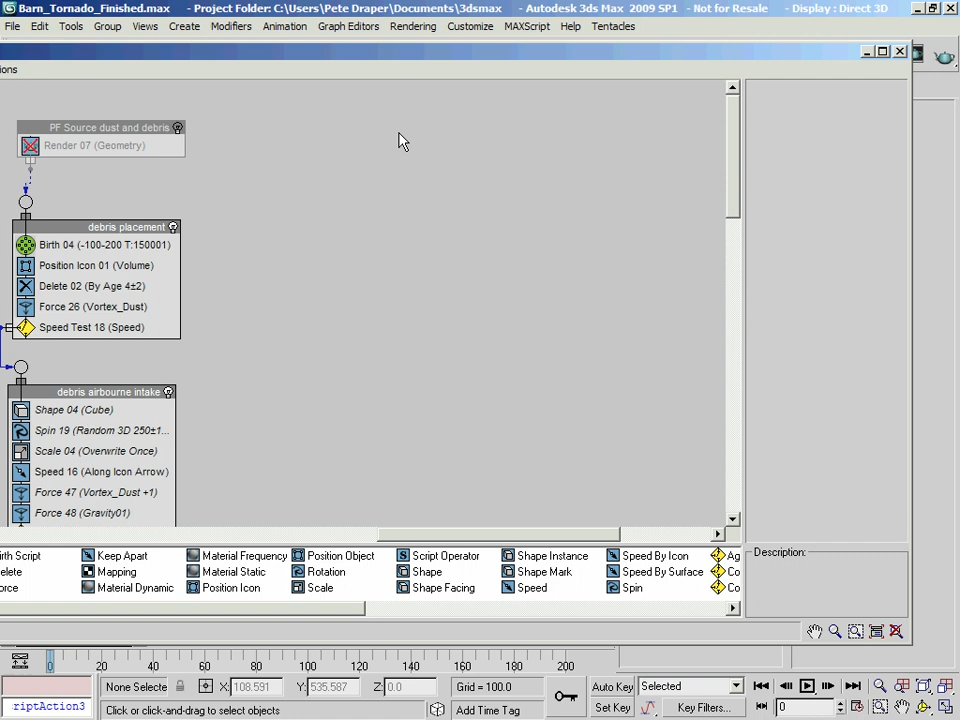 Barn_Tornado_Finished.max - Project Folder: C:\Users\Pete Draper\Documents\3dsmax - Autodesk 3ds Max 2009 SP1 - Not for Resale - Display : Direct 3D
File Edit Tools Group Views Create Modifiers Animation Graph Editors Rendering Customize MAXScript Help Tentacles
ions
PF Source dust and debris
Render 07 (Geometry)
debris placement
Birth 04 (-100-200 T:150001)
Position Icon 01 (Volume)
Delete 02 (By Age 4±2)
Force 26 (Vortex_Dust)
Speed Test 18 (Speed)
debris airbourne intake
Shape 04 (Cube)
Spin 19 (Random 3D 250±1...
Scale 04 (Overwrite Once)
Speed 16 (Along Icon Arrow)
Force 47 (Vortex_Dust +1)
Force 48 (Gravity01)
irth Script Keep Apart Material Frequency Position Object Script Operator Shape Instance Speed By Icon Ag
elete Mapping Material Static Rotation Shape Shape Mark Speed By Surface Co
orce Material Dynamic Position Icon Scale Shape Facing Speed Spin Co
Description:
0 20 40 60 80 100 120 140 160 180 200
None Selecte X: 108.591 Y: 535.587 Z: 0.0 Grid = 100.0 Auto Key Selected
riptAction3 Click or click-and-drag to select objects Add Time Tag Set Key Key Filters... 0